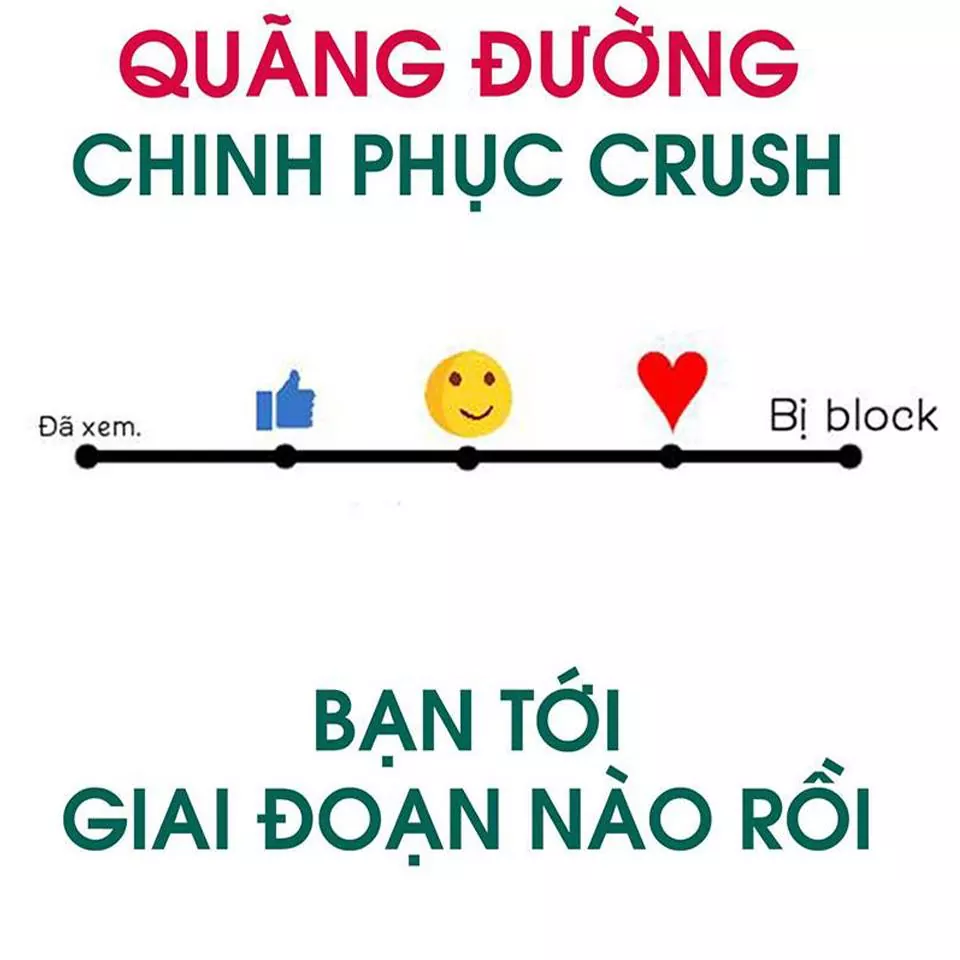 QUÃNG ĐƯỜNG
CHINH PHỤC CRUSH
Đã xem.
Bị block
BẠN TỚI
GIAI ĐOẠN NÀO RỒI